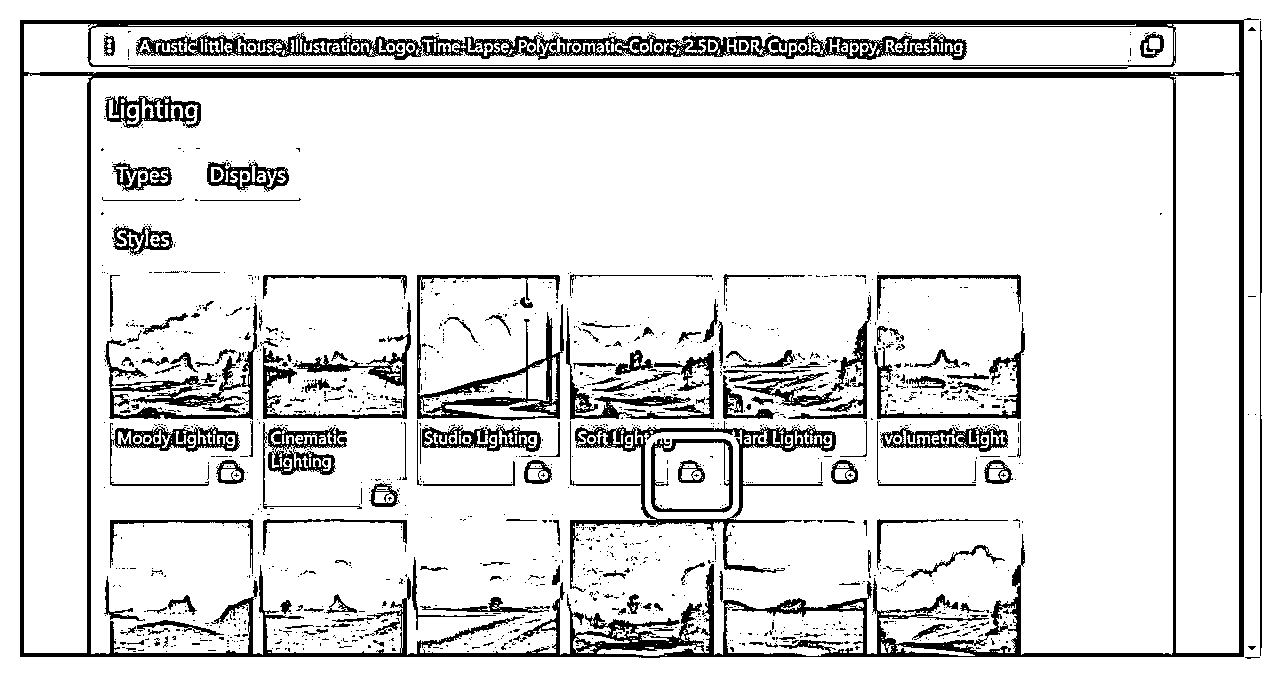 A rustic little house, Illustration, Logo, Time-Lapse, Polychromatic-Colors, 2.5D, HDR, Cupola, Happy, Refreshing
Lighting
Types Displays
Styles
Moody Lighting Cinematic Lighting Studio Lighting Soft Lighting Hard Lighting volumetric Light